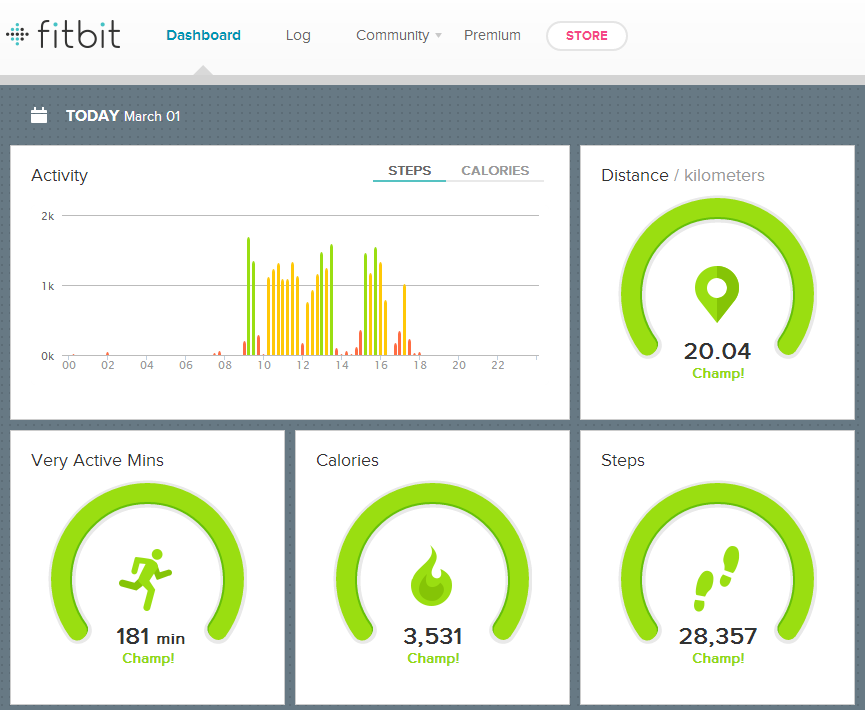 fitbit Dashboard Log Community Premium STORE
TODAY March 01
Activity STEPS CALORIES
2k
1k
0k
00 02 04 06 08 10 12 14 16 18 20 22
Distance / kilometers
20.04
Champ!
Very Active Mins
181 min
Champ!
Calories
3,531
Champ!
Steps
28,357
Champ!